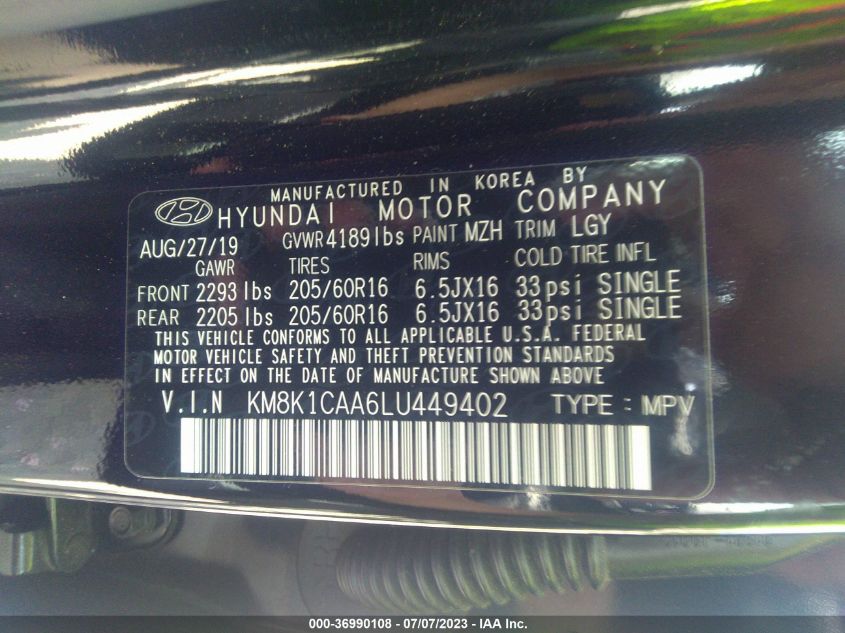 MANUFACTURED IN KOREA BY
HYUNDAI MOTOR COMPANY
AUG/27/19 GVWR4189lbs PAINT MZH TRIM LGY
GAWR TIRES RIMS COLD TIRE INFL
FRONT 2293 lbs 205/60R16 6.5JX16 33psi SINGLE
REAR 2205 lbs 205/60R16 6.5JX16 33psi SINGLE
THIS VEHICLE CONFORMS TO ALL APPLICABLE U.S.A. FEDERAL
MOTOR VEHICLE SAFETY AND THEFT PREVENTION STANDARDS
IN EFFECT ON THE DATE OF MANUFACTURE SHOWN ABOVE
V.I.N KM8K1CAA6LU449402 TYPE : MPV
000-36990108 - 07/07/2023 - IAA Inc.